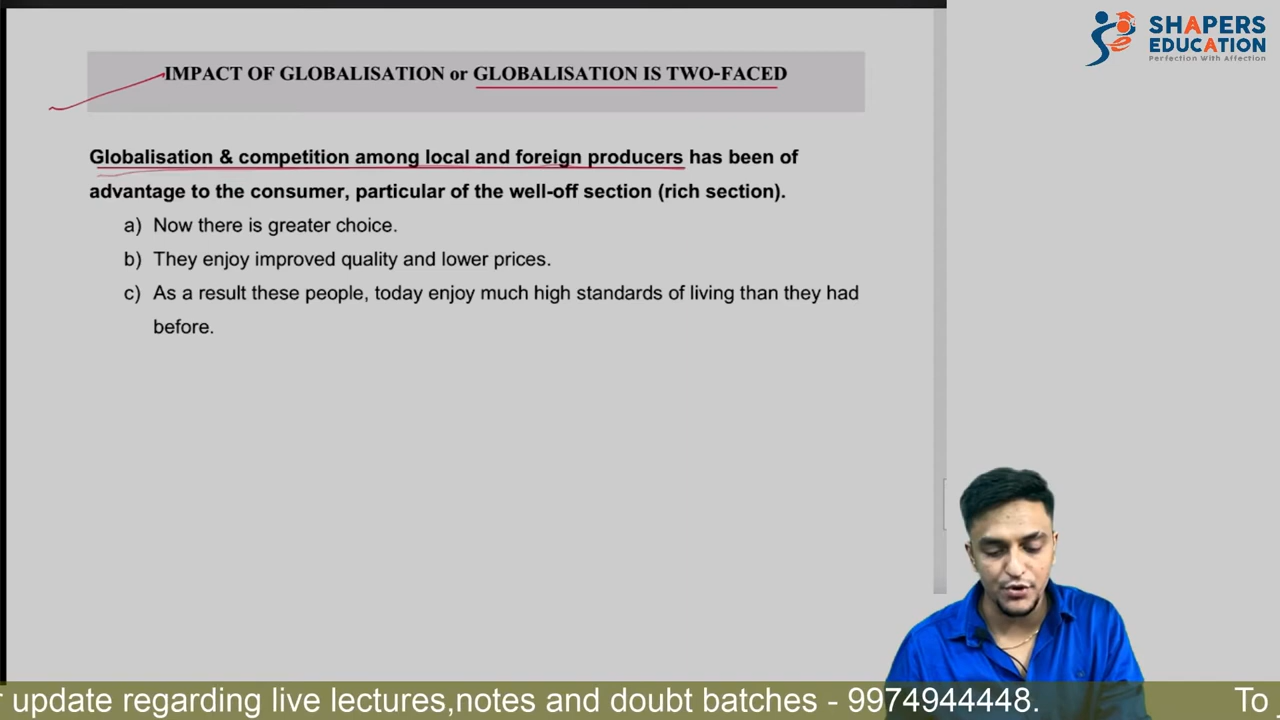 SHAPERS
EDUCATION
Perfection With Affection
IMPACT OF GLOBALISATION or GLOBALISATION IS TWO-FACED
Globalisation & competition among local and foreign producers has been of
advantage to the consumer, particular of the well-off section (rich section).
a) Now there is greater choice.
b) They enjoy improved quality and lower prices.
c) As a result these people, today enjoy much high standards of living than they had
before.
update regarding live lectures,notes and doubt batches - 9974944448. To